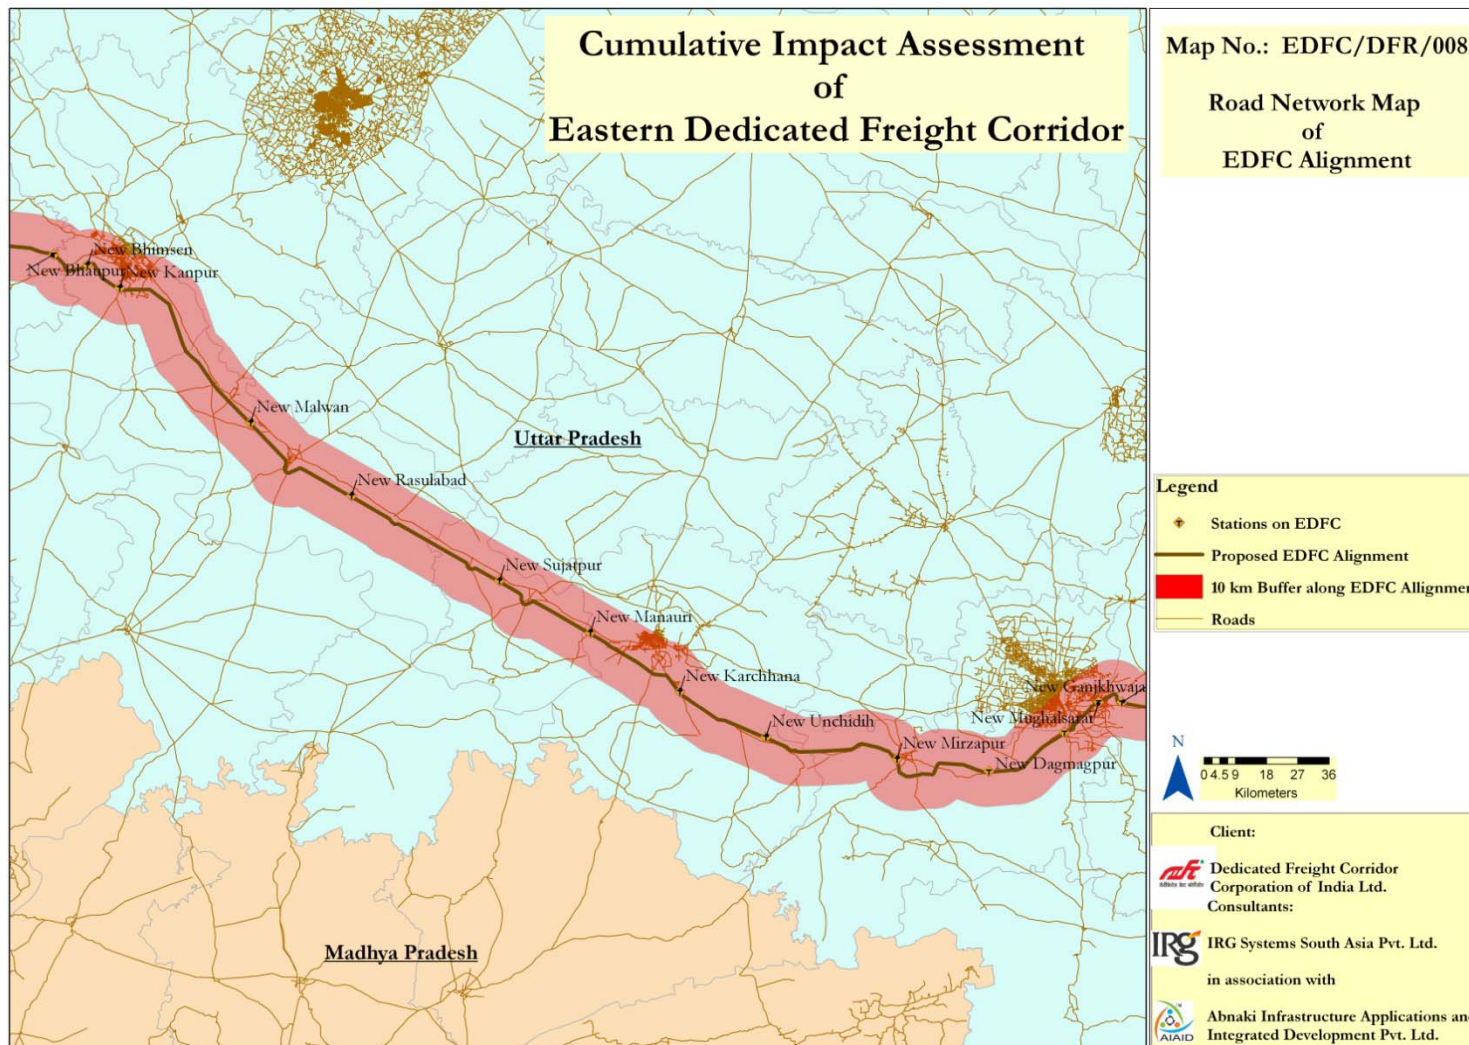 Cumulative Impact Assessment
of
Eastern Dedicated Freight Corridor
Map No.: EDFC/DFR/008
Road Network Map
of
EDFC Alignment
New Bhimsen
New Bhaupur
New Kanpur
New Malwan
Uttar Pradesh
New Rasulabad
New Sujatpur
New Manauri
New Karchhana
New Ganjkhwaja
New Mughalsarai
New Unchidih
New Mirzapur
New Dagmagpur
Madhya Pradesh
Legend
Stations on EDFC
Proposed EDFC Alignment
10 km Buffer along EDFC Allignmen
Roads
N
0 4.5 9 18 27 36
Kilometers
Client:
Dedicated Freight Corridor
Corporation of India Ltd.
Consultants:
IRG
IRG Systems South Asia Pvt. Ltd.
in association with
AIAID
Abnaki Infrastructure Applications and
Integrated Development Pvt. Ltd.